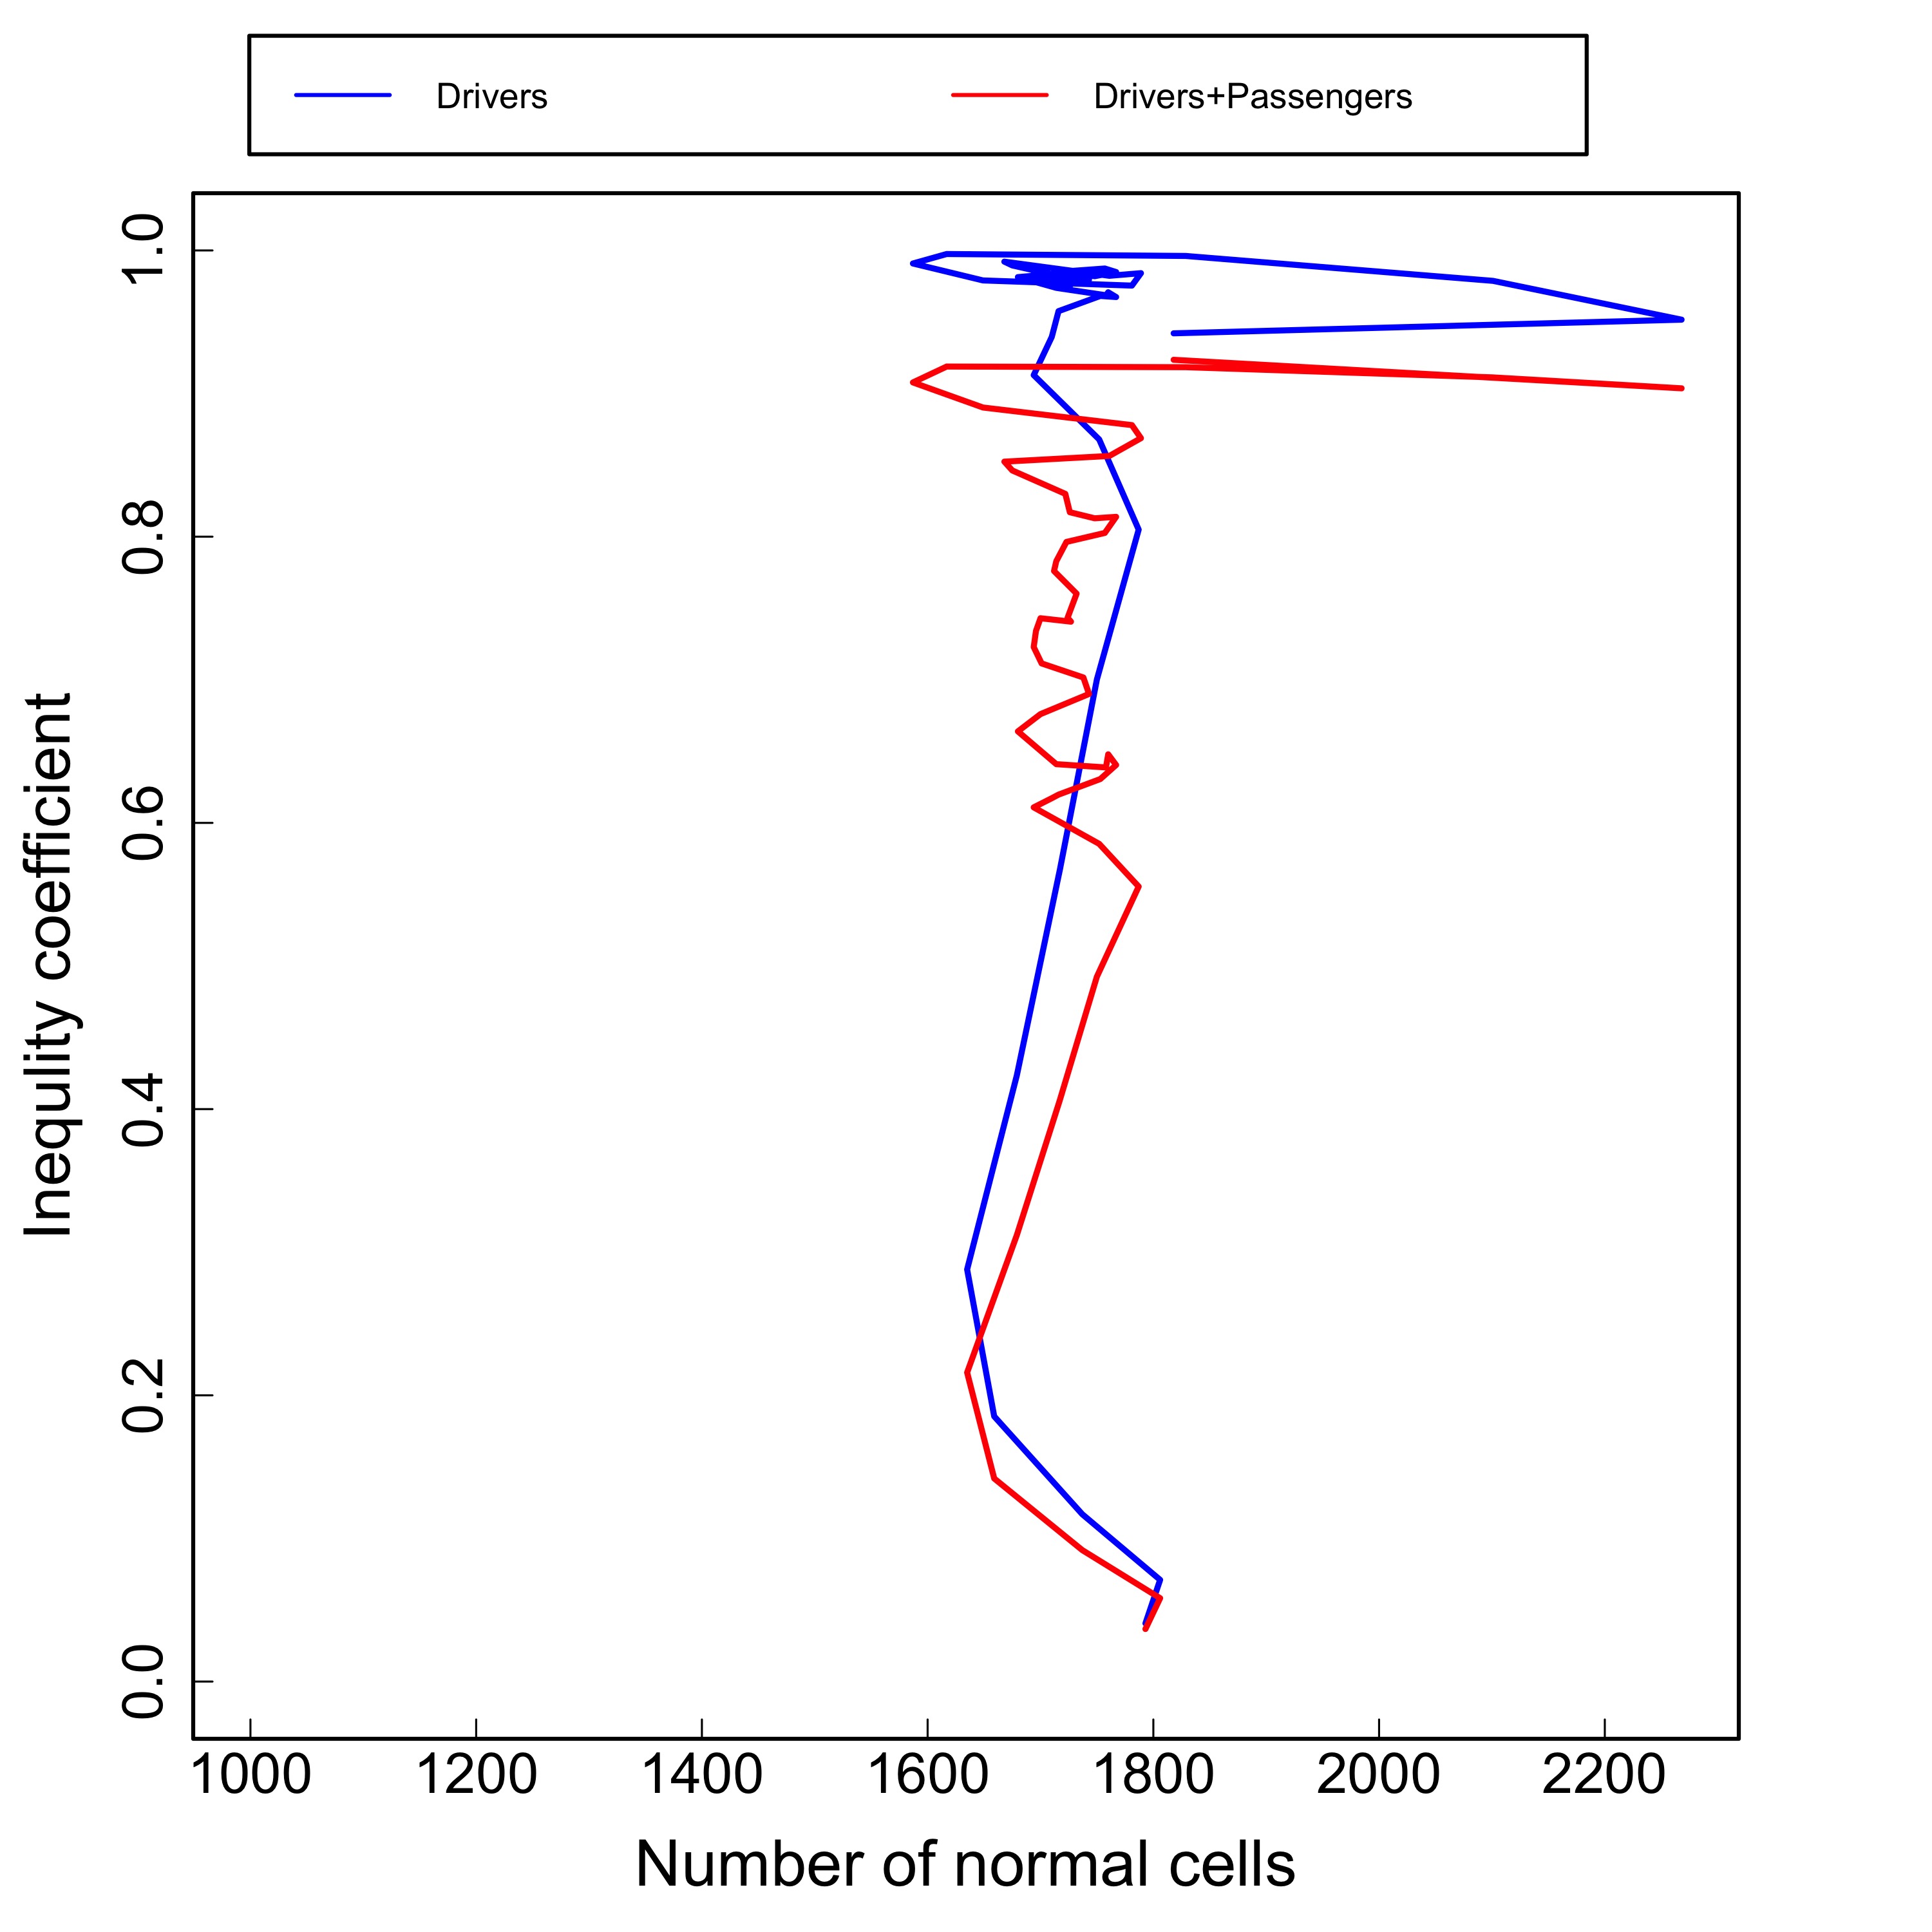 Drivers
Drivers+Passengers
Inequlity coefficient
1.0
0.8
0.6
0.4
0.2
0.0
1000 1200 1400 1600 1800 2000 2200
Number of normal cells